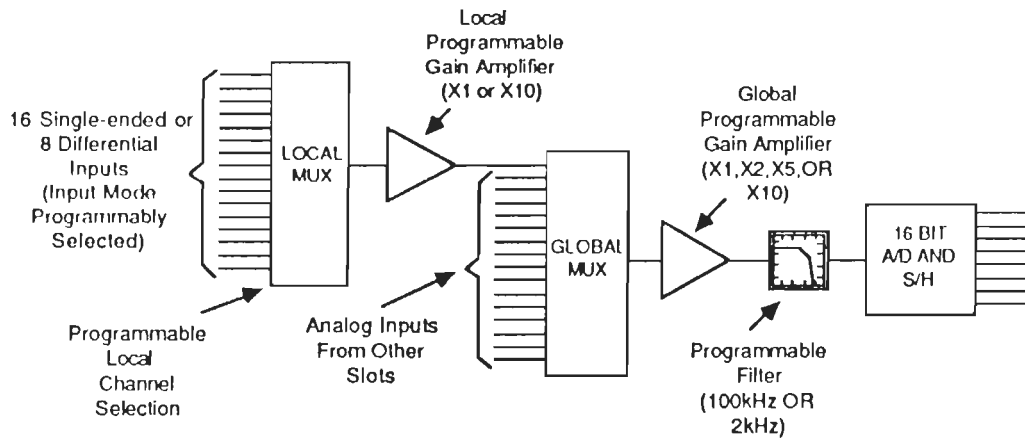 16 Single-ended or
8 Differential
Inputs
(Input Mode
Programmably
Selected)
LOCAL
MUX
Programmable
Local
Channel
Selection
Local
Programmable
Gain Amplifier
(X1 or X10)
Analog Inputs
From Other
Slots
GLOBAL
MUX
Global
Programmable
Gain Amplifier
(X1,X2,X5,OR
X10)
Programmable
Filter
(100kHz OR
2kHz)
16 BIT
A/D AND
S/H